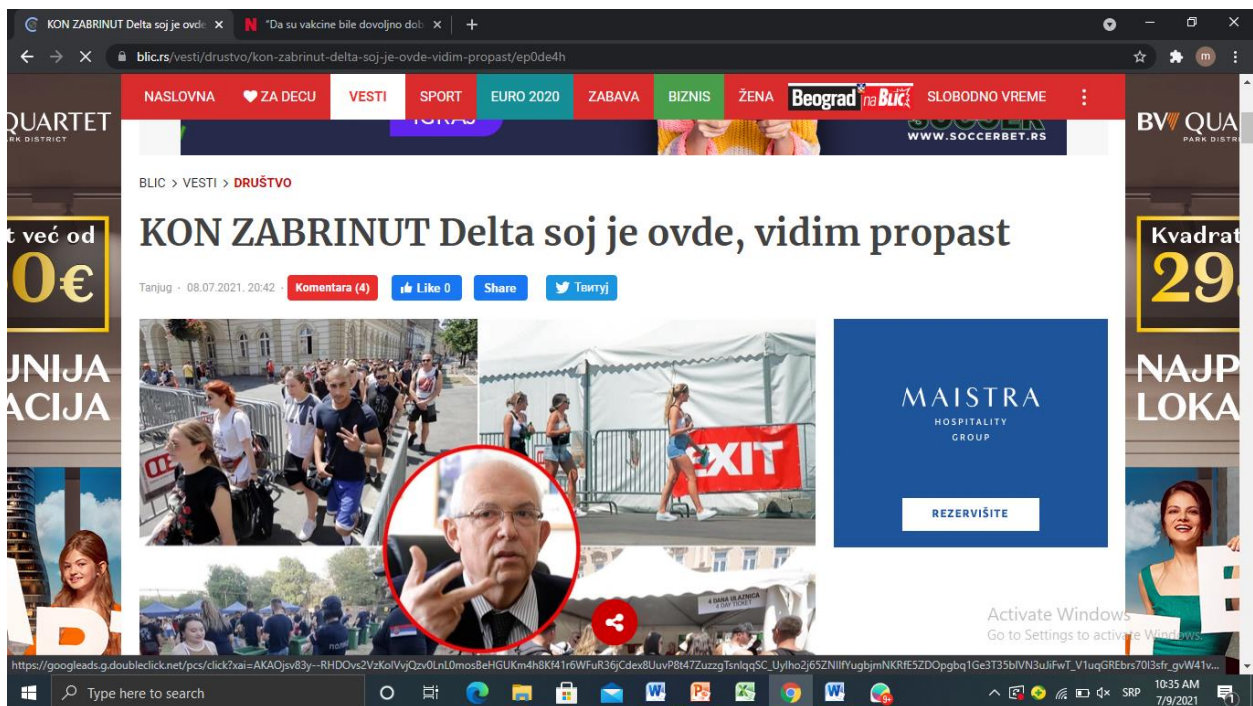 KON ZABRINUT Delta soj je ovde
"Da su vakcine bile dovoljno dob
blic.rs/vesti/drustvo/kon-zabrinut-delta-soj-je-ovde-vidim-propast/ep0de4h
m
NASLOVNA ZA DECU VESTI SPORT EURO 2020 ZABAVA BIZNIS ŽENA Beograd na Blic SLOBODNO VREME
QUARTET
IGRAJ
SOCCER
WWW.SOCCERBET.RS
BV QUA
PARK DISTR
BLIC > VESTI > DRUŠTVO
KON ZABRINUT Delta soj je ovde, vidim propast
Tanjug - 08.07.2021. 20:42 - Komentara (4) Like 0 Share Твитуј
t već od
0€
UNIJA
ACIJA
EXIT
4 DANA ULAZNICA
4 DAY TICKET
MAISTRA
HOSPITALITY
GROUP
REZERVIŠITE
Kvadrat
29
NAJP
LOKA
Activate Windows
Go to Settings to activate Windows.
Type here to search
SRP
10:35 AM
7/9/2021